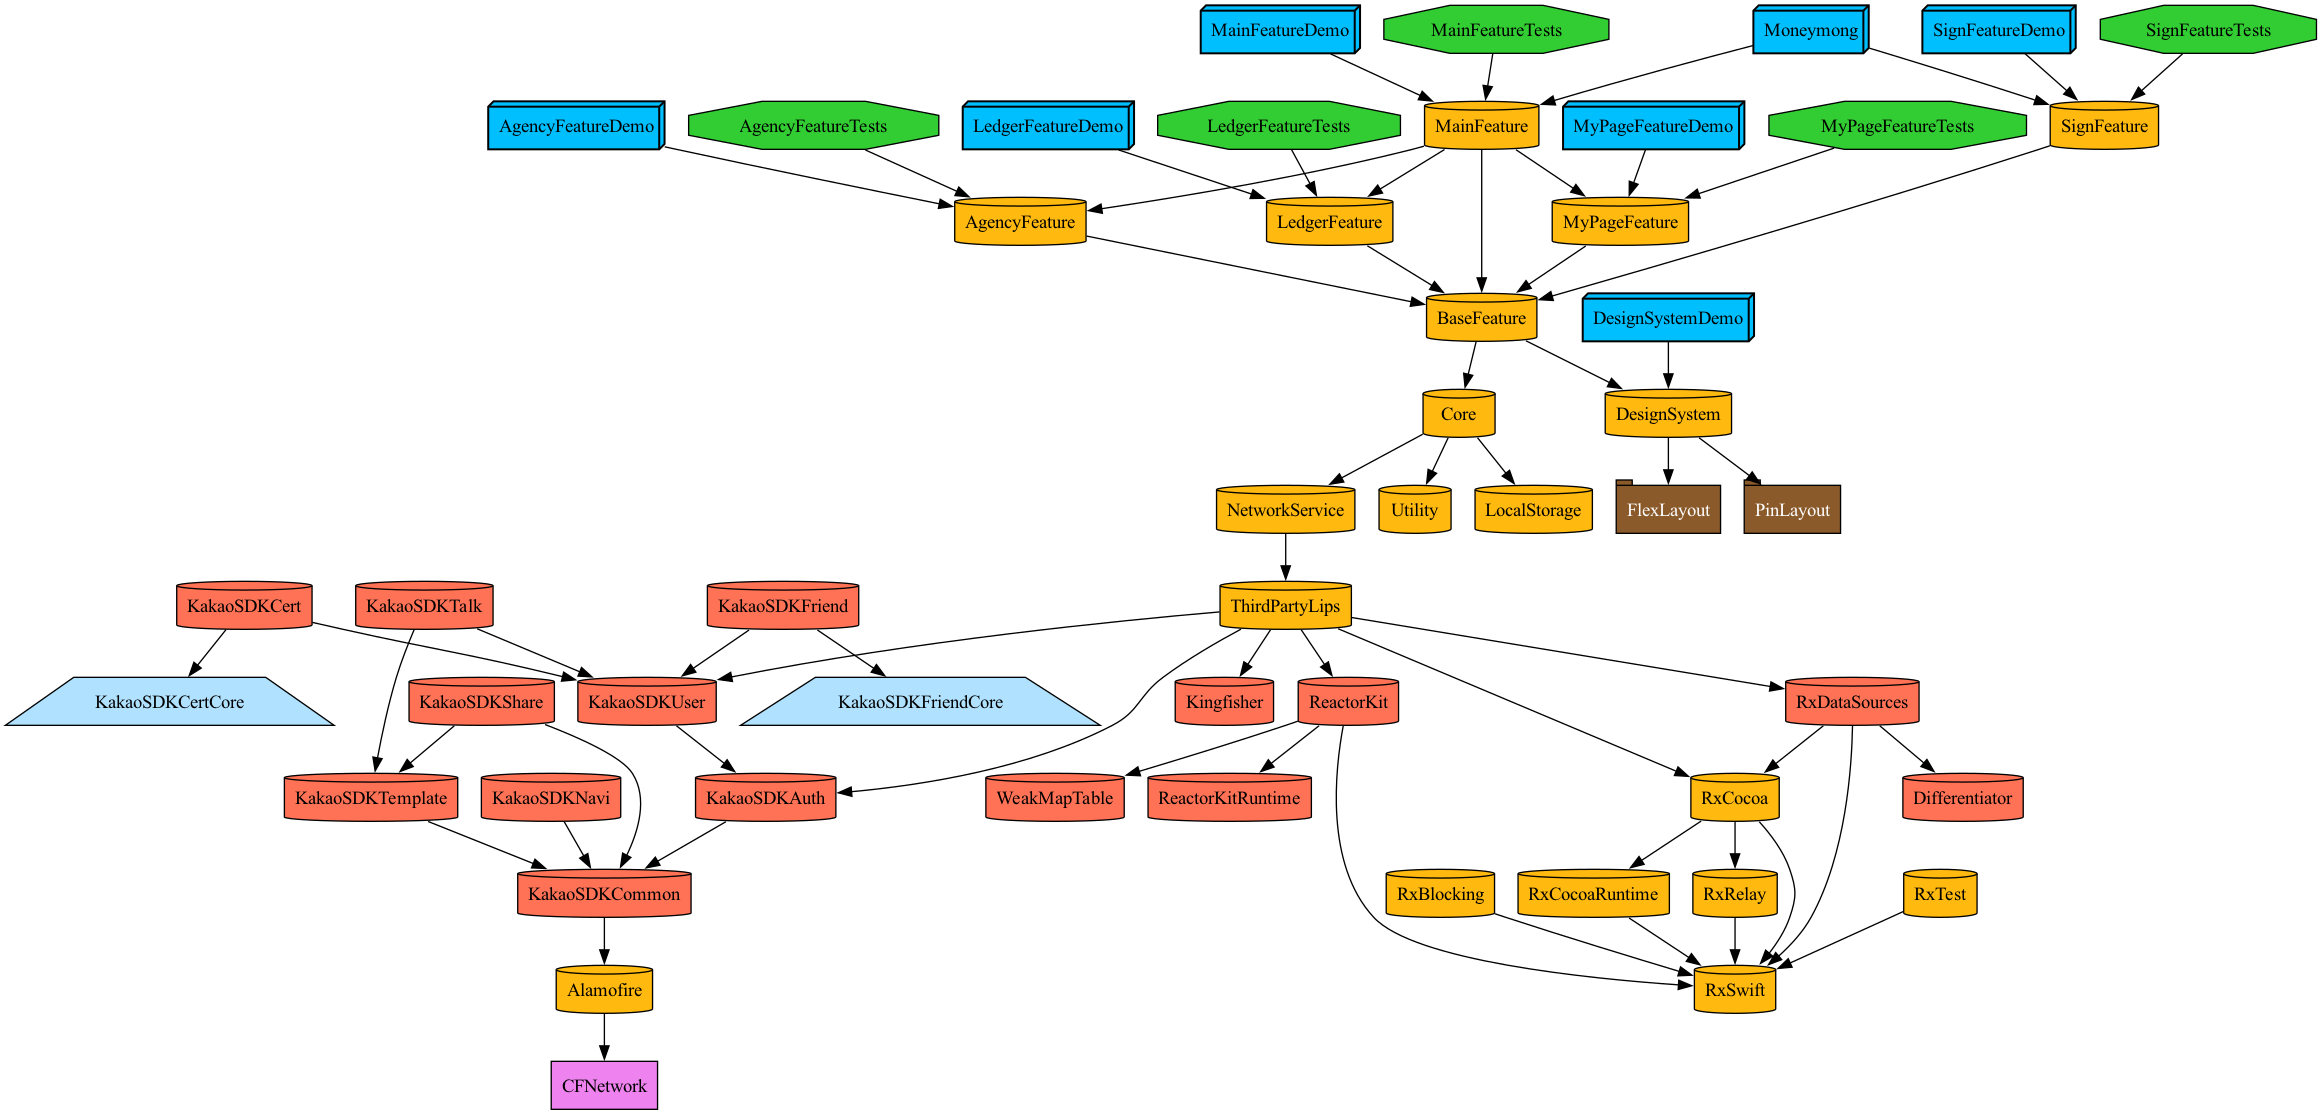 MainFeatureDemo
MainFeatureTests
Moneymong
SignFeatureDemo
SignFeatureTests
AgencyFeatureDemo
AgencyFeatureTests
LedgerFeatureDemo
LedgerFeatureTests
MainFeature
MyPageFeatureDemo
MyPageFeatureTests
SignFeature
AgencyFeature
LedgerFeature
MyPageFeature
BaseFeature
DesignSystemDemo
Core
DesignSystem
NetworkService
Utility
LocalStorage
FlexLayout
PinLayout
KakaoSDKCert
KakaoSDKTalk
KakaoSDKFriend
ThirdPartyLips
KakaoSDKCertCore
KakaoSDKShare
KakaoSDKUser
KakaoSDKFriendCore
Kingfisher
ReactorKit
RxDataSources
KakaoSDKTemplate
KakaoSDKNavi
KakaoSDKAuth
WeakMapTable
ReactorKitRuntime
RxCocoa
Differentiator
KakaoSDKCommon
RxBlocking
RxCocoaRuntime
RxRelay
RxTest
Alamofire
RxSwift
CFNetwork